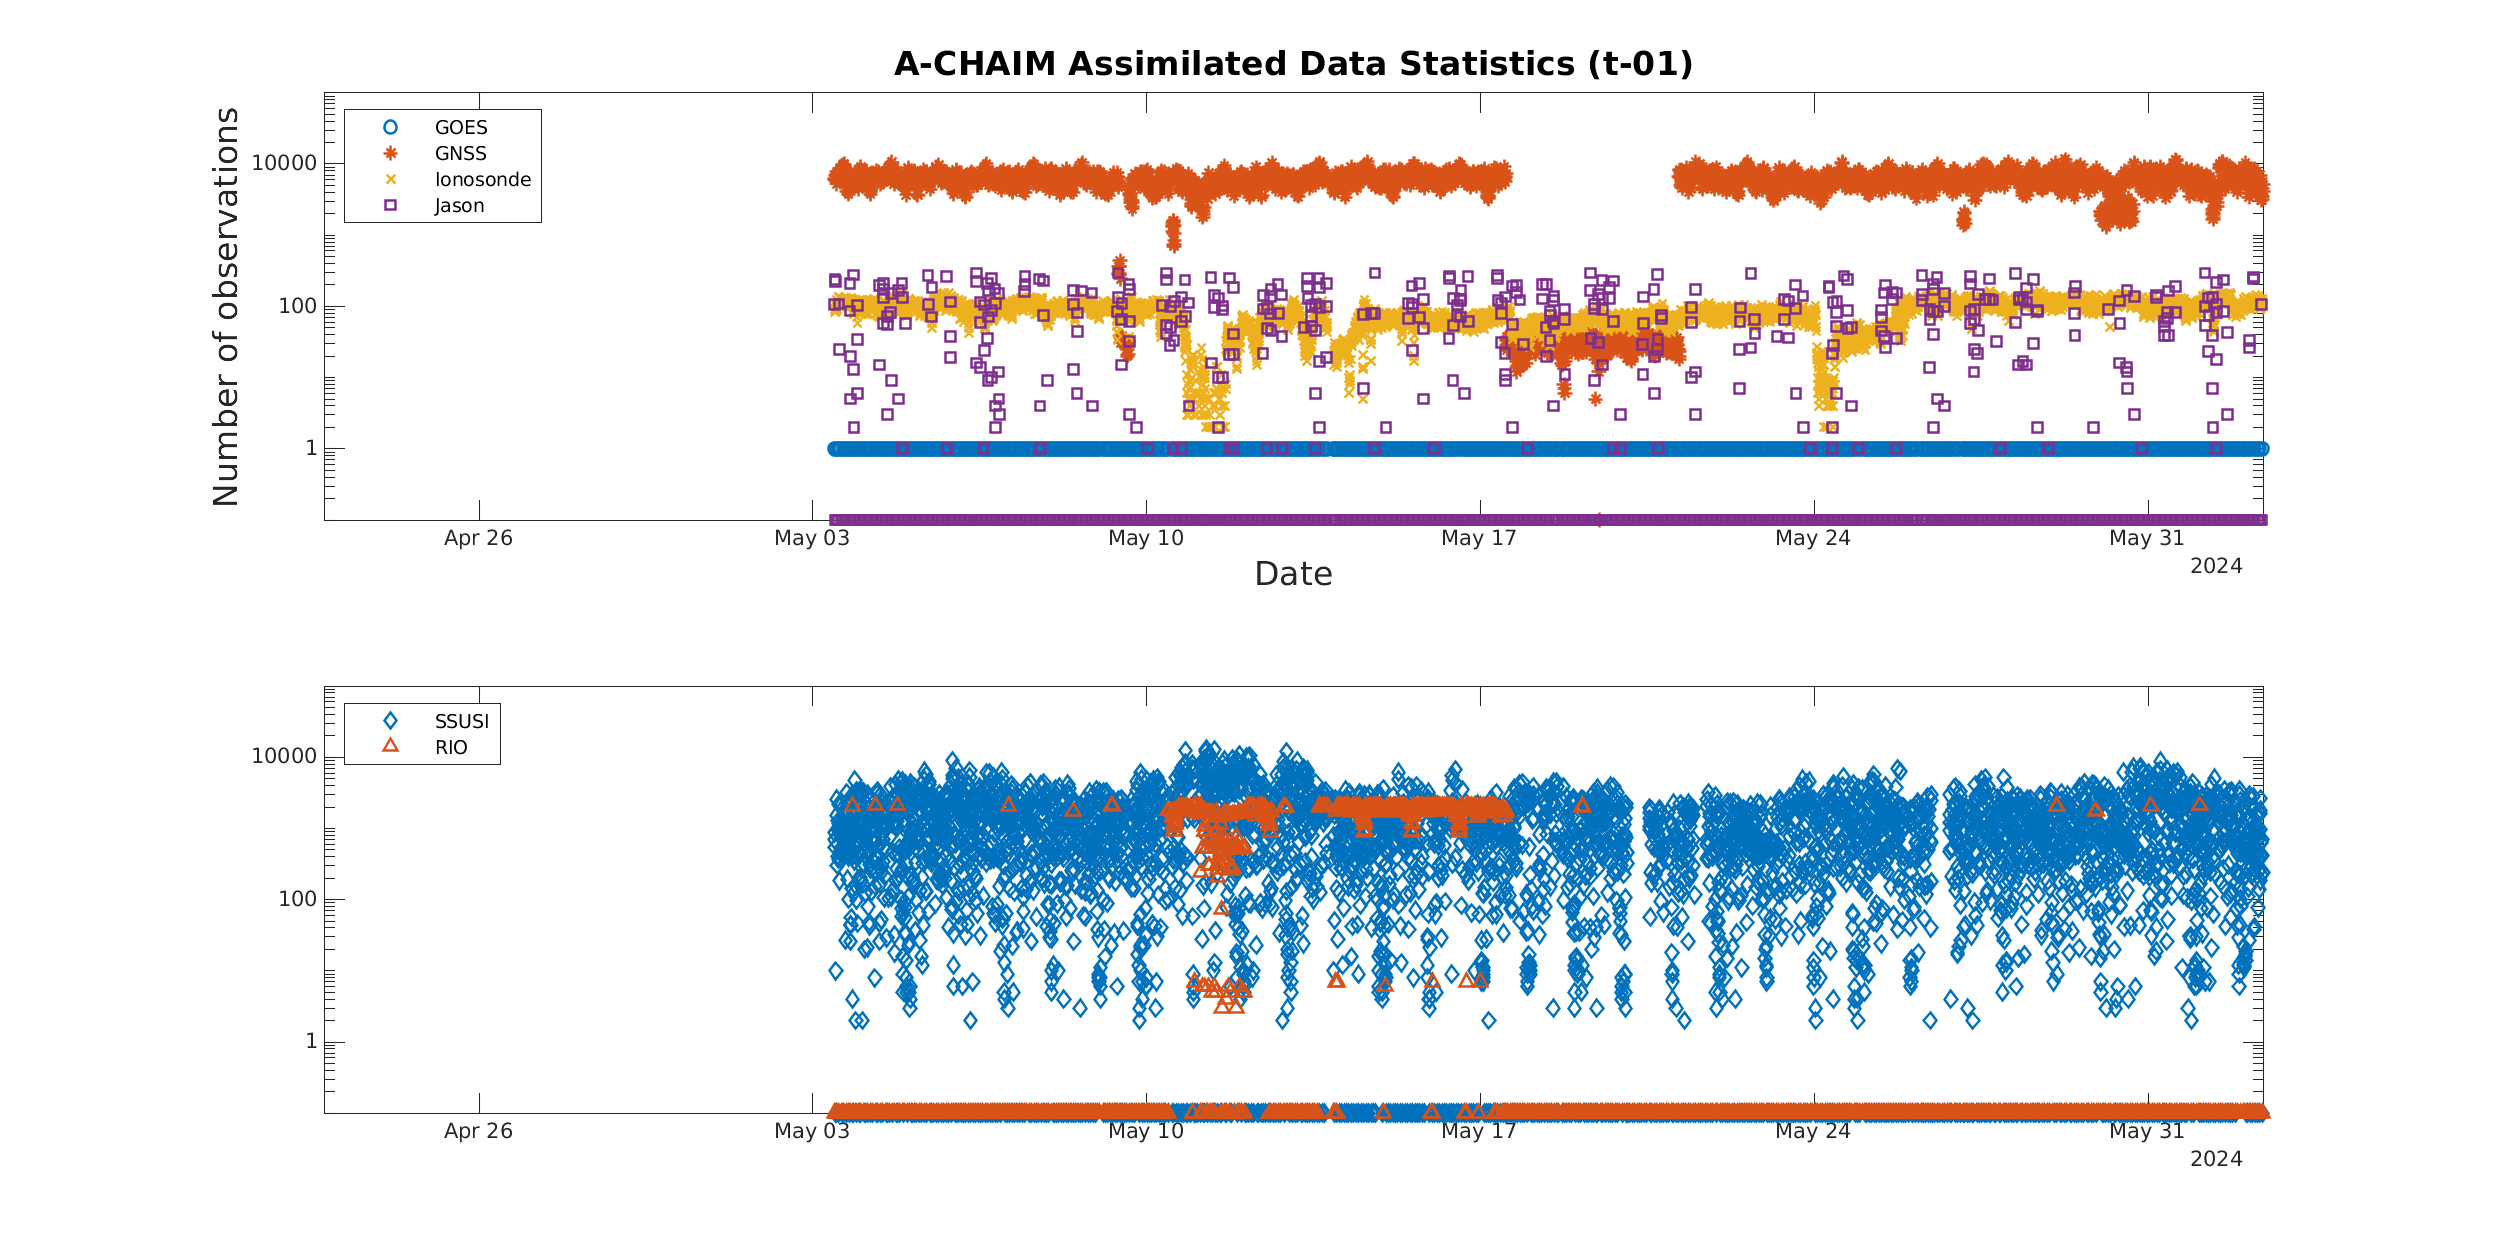 A-CHAIM Assimilated Data Statistics (t-01)
Number of observations
GOES
GNSS
Ionosonde
Jason
10000
100
1
Apr 26
May 03
May 10
May 17
May 24
May 31
Date
2024
SSUSI
RIO
10000
100
1
Apr 26
May 03
May 10
May 17
May 24
May 31
2024